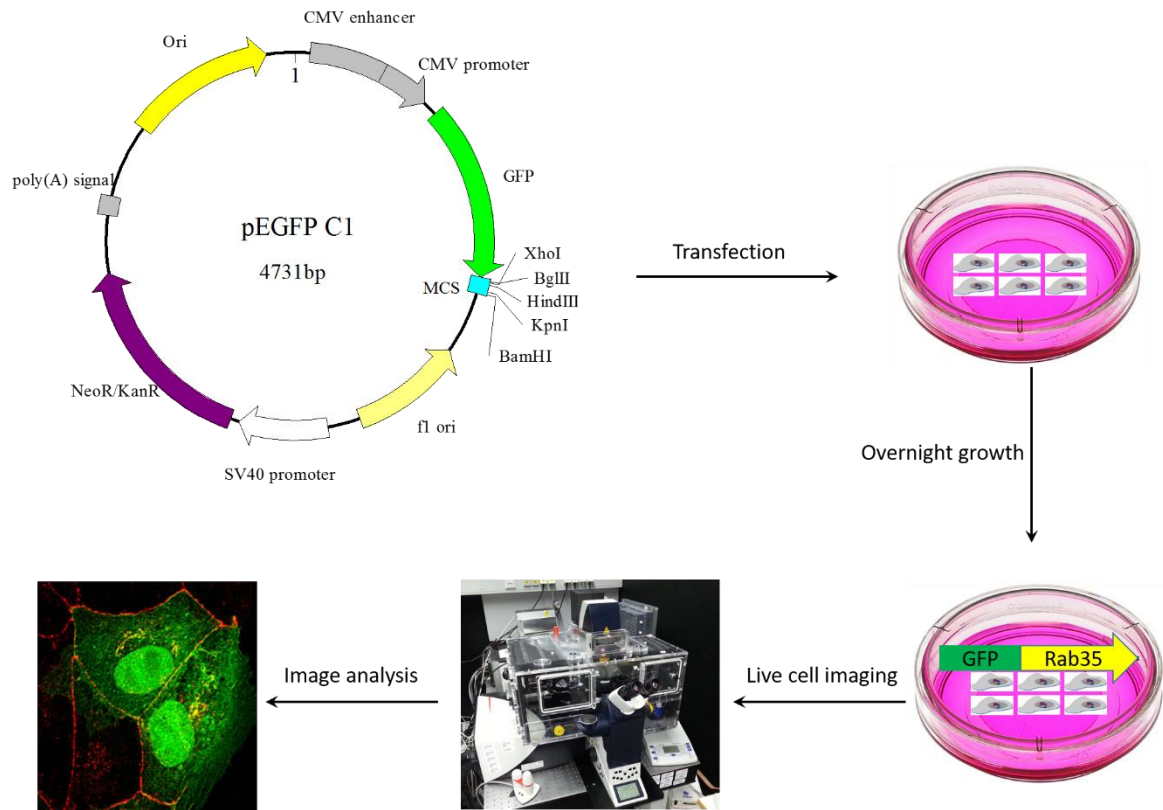 CMV enhancer
Ori
CMV promoter
1
GFP
poly(A) signal
pEGFP C1
4731bp
XhoI
BglII
MCS
HindIII
KpnI
BamHI
NeoR/KanR
f1 ori
SV40 promoter
Transfection
Overnight growth
GFP Rab35
Live cell imaging
Image analysis